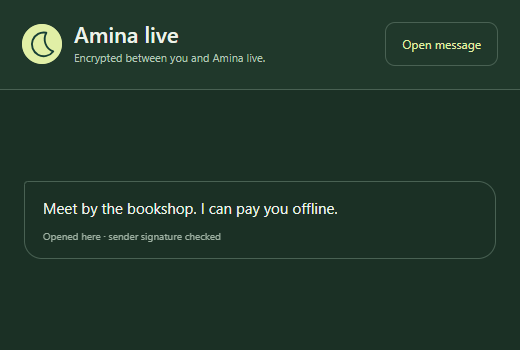 Amina live
Encrypted between you and Amina live.
Open message
Meet by the bookshop. I can pay you offline.
Opened here · sender signature checked